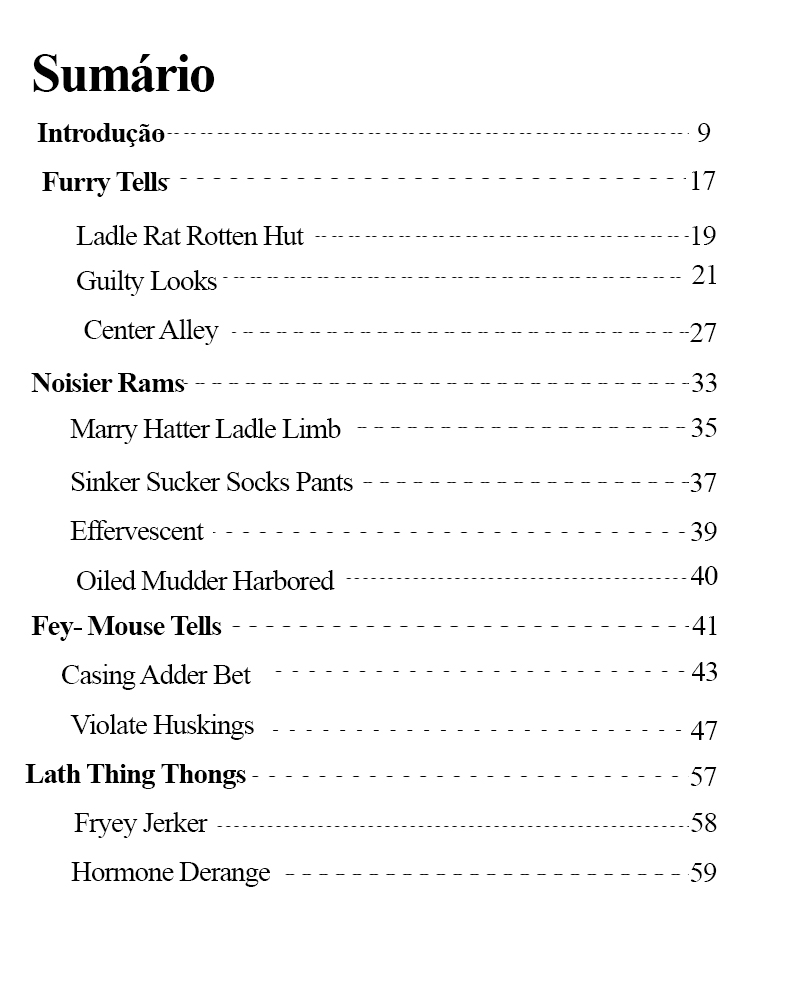 Sumário
Introdução 9
Furry Tells 17
Ladle Rat Rotten Hut 19
Guilty Looks 21
Center Alley 27
Noisier Rams 33
Marry Hatter Ladle Limb 35
Sinker Sucker Socks Pants 37
Effervescent 39
Oiled Mudder Harbored 40
Fey- Mouse Tells 41
Casing Adder Bet 43
Violate Huskings 47
Lath Thing Thongs 57
Fryey Jerker 58
Hormone Derange 59